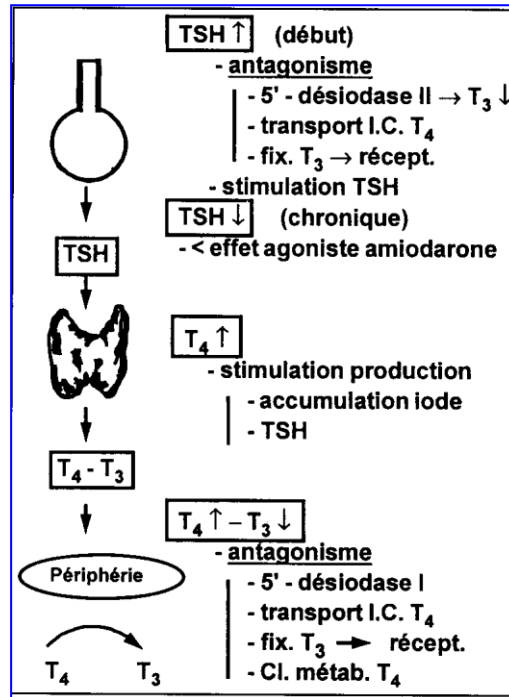 TSH ↑ (début)
- antagonisme
- 5' - désiodase II → T₃ ↓
- transport I.C. T₄
- fix. T₃ → récept.
- stimulation TSH
TSH ↓ (chronique)
- < effet agoniste amiodarone
TSH
T₄ ↑
- stimulation production
- accumulation iode
- TSH
T₄ - T₃
T₄ ↑ – T₃ ↓
- antagonisme
- 5' - désiodase I
- transport I.C. T₄
- fix. T₃ → récept.
- Cl. métab. T₄
Périphérie
T₄ T₃